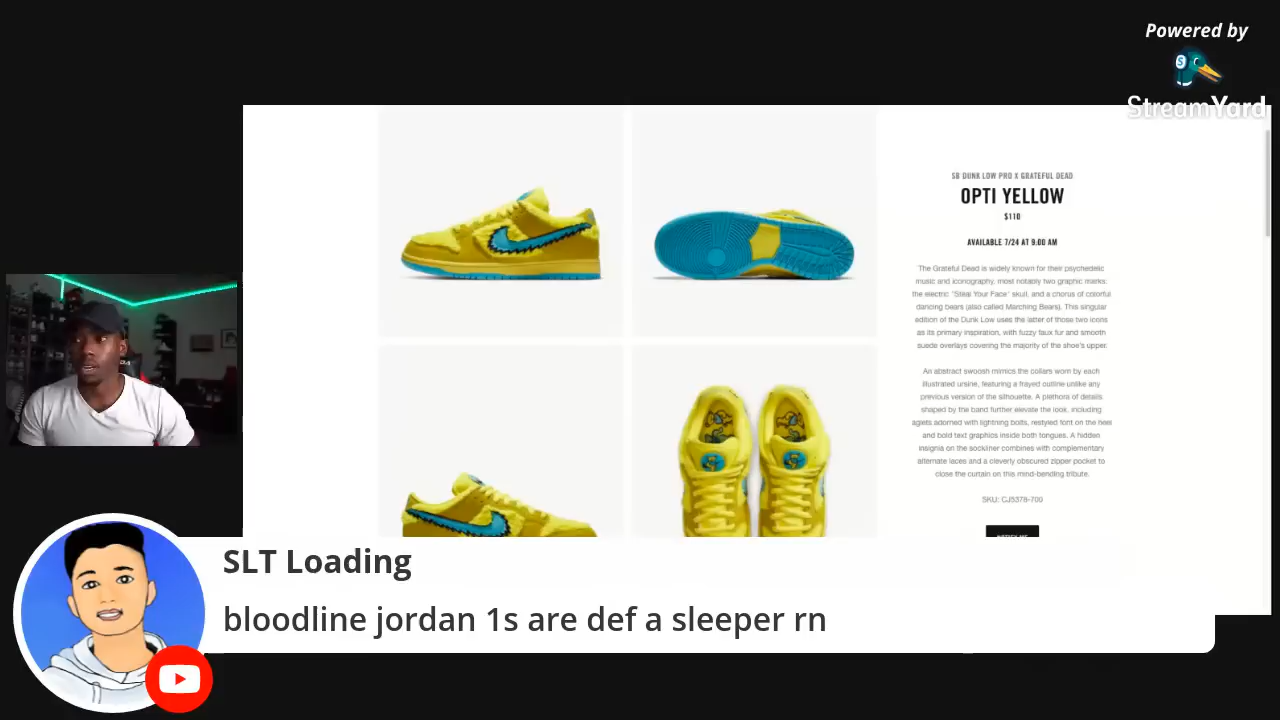 Powered by
StreamYard
SB DUNK LOW PRO X GRATEFUL DEAD
OPTI YELLOW
$110
AVAILABLE 7/24 AT 9:00 AM
The Grateful Dead is widely known for their psychedelic
music and iconography, most notably two graphic marks:
the electric "Steal Your Face" skull, and a chorus of colorful
dancing bears (also called Marching Bears). This singular
edition of the Dunk Low uses the latter of those two icons
as its primary inspiration, with fuzzy faux fur and smooth
suede overlays covering the majority of the shoe's upper.
An abstract swoosh mimics the collars worn by each
illustrated ursine, featuring a frayed outline unlike any
previous version of the silhouette. A plethora of details
shaped by the band further elevate the look, including
aglets adorned with lightning bolts, restyled font on the heel
and bold text graphics inside both tongues. A hidden
insignia on the sockliner combines with complementary
alternate laces and a cleverly obscured zipper pocket to
close the curtain on this mind-bending tribute.
SKU: CJ5378-700
SLT Loading
bloodline jordan 1s are def a sleeper rn